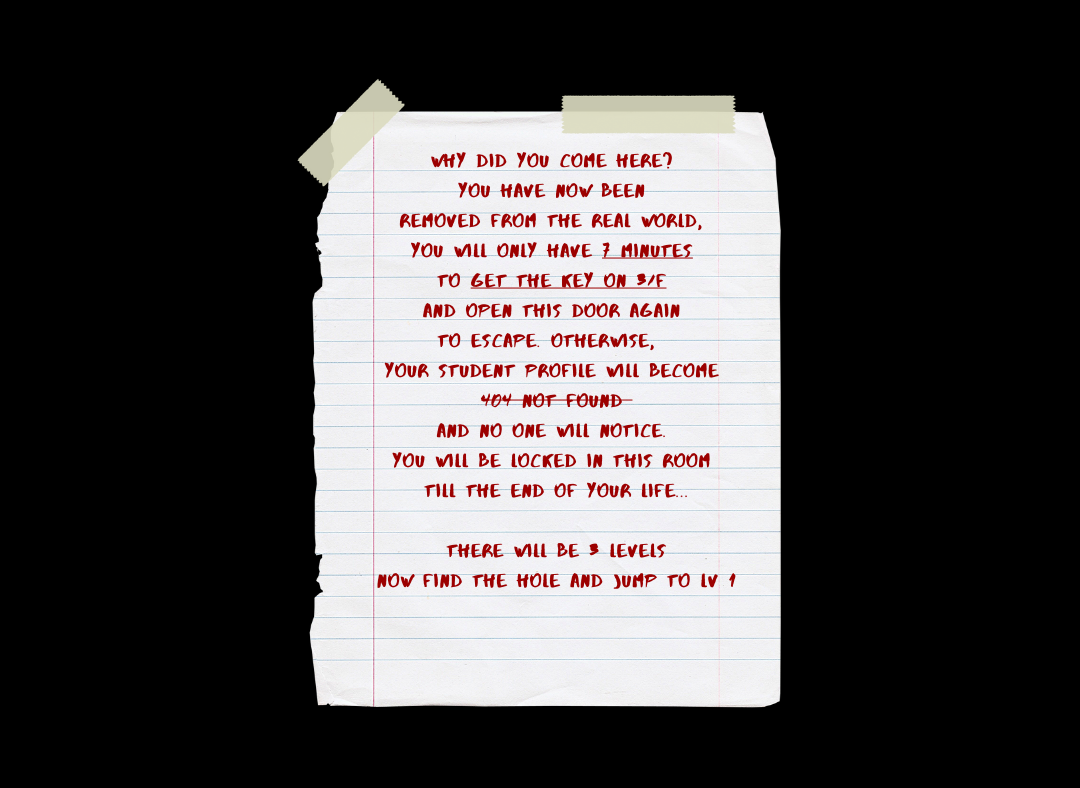 WHY DID YOU COME HERE?
YOU HAVE NOW BEEN
REMOVED FROM THE REAL WORLD,
YOU WILL ONLY HAVE 7 MINUTES
TO GET THE KEY ON 3/F
AND OPEN THIS DOOR AGAIN
TO ESCAPE. OTHERWISE,
YOUR STUDENT PROFILE WILL BECOME
404 NOT FOUND
AND NO ONE WILL NOTICE.
YOU WILL BE LOCKED IN THIS ROOM
TILL THE END OF YOUR LIFE...
THERE WILL BE 3 LEVELS
NOW FIND THE HOLE AND JUMP TO LV 1